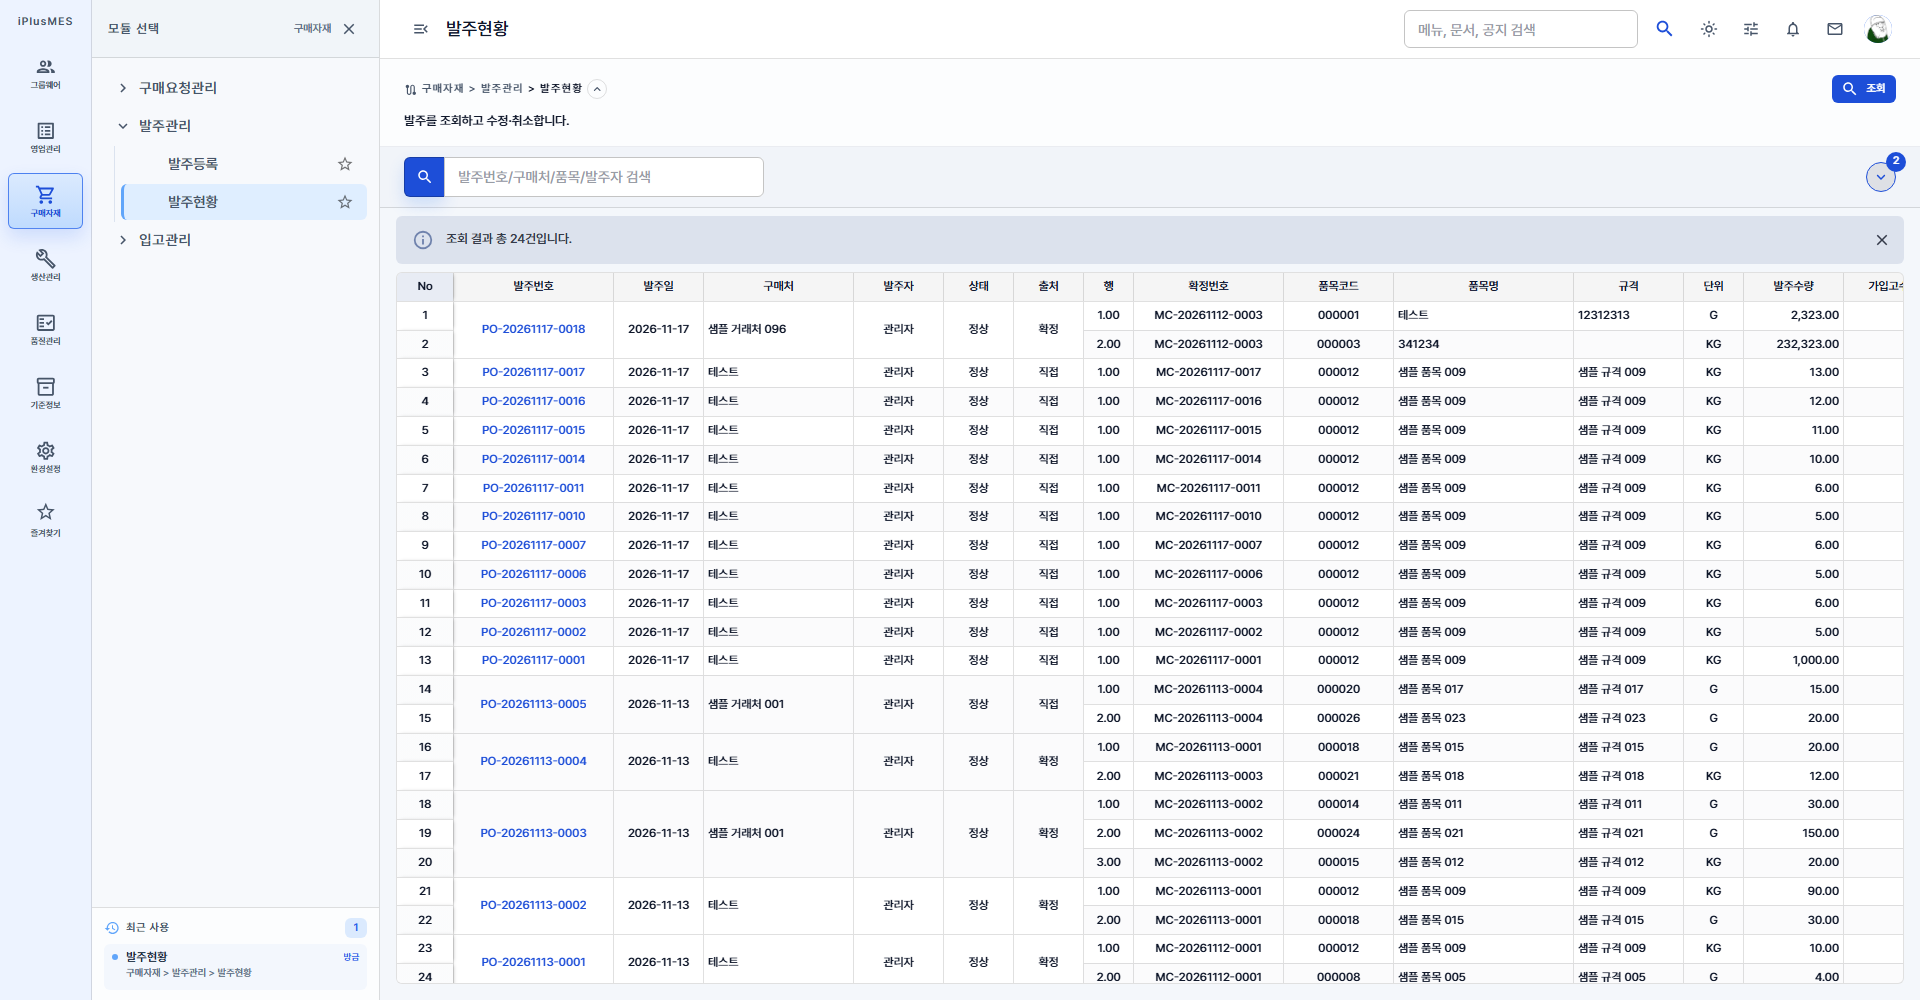 iPlusMES
그룹웨어
영업관리
구매자재
생산관리
품질관리
기준정보
환경설정
즐겨찾기
모듈 선택 구매자재
구매요청관리
발주관리
발주등록
발주현황
입고관리
최근 사용 1
발주현황 방금
구매자재 > 발주관리 > 발주현황
발주현황
메뉴, 문서, 공지 검색
구매자재 > 발주관리 > 발주현황
조회
발주를 조회하고 수정·취소합니다.
발주번호/구매처/품목/발주자 검색
2
조회 결과 총 24건입니다.
No 발주번호 발주일 구매처 발주자 상태 출처 행 확정번호 품목코드 품목명 규격 단위 발주수량 가입고
1 PO-20261117-0018 2026-11-17 샘플 거래처 096 관리자 정상 확정 1.00 MC-20261112-0003 000001 테스트 12312313 G 2,323.00
2 2.00 MC-20261112-0003 000003 341234 KG 232,323.00
3 PO-20261117-0017 2026-11-17 테스트 관리자 정상 직접 1.00 MC-20261117-0017 000012 샘플 품목 009 샘플 규격 009 KG 13.00
4 PO-20261117-0016 2026-11-17 테스트 관리자 정상 직접 1.00 MC-20261117-0016 000012 샘플 품목 009 샘플 규격 009 KG 12.00
5 PO-20261117-0015 2026-11-17 테스트 관리자 정상 직접 1.00 MC-20261117-0015 000012 샘플 품목 009 샘플 규격 009 KG 11.00
6 PO-20261117-0014 2026-11-17 테스트 관리자 정상 직접 1.00 MC-20261117-0014 000012 샘플 품목 009 샘플 규격 009 KG 10.00
7 PO-20261117-0011 2026-11-17 테스트 관리자 정상 직접 1.00 MC-20261117-0011 000012 샘플 품목 009 샘플 규격 009 KG 6.00
8 PO-20261117-0010 2026-11-17 테스트 관리자 정상 직접 1.00 MC-20261117-0010 000012 샘플 품목 009 샘플 규격 009 KG 5.00
9 PO-20261117-0007 2026-11-17 테스트 관리자 정상 직접 1.00 MC-20261117-0007 000012 샘플 품목 009 샘플 규격 009 KG 6.00
10 PO-20261117-0006 2026-11-17 테스트 관리자 정상 직접 1.00 MC-20261117-0006 000012 샘플 품목 009 샘플 규격 009 KG 5.00
11 PO-20261117-0003 2026-11-17 테스트 관리자 정상 직접 1.00 MC-20261117-0003 000012 샘플 품목 009 샘플 규격 009 KG 6.00
12 PO-20261117-0002 2026-11-17 테스트 관리자 정상 직접 1.00 MC-20261117-0002 000012 샘플 품목 009 샘플 규격 009 KG 5.00
13 PO-20261117-0001 2026-11-17 테스트 관리자 정상 직접 1.00 MC-20261117-0001 000012 샘플 품목 009 샘플 규격 009 KG 1,000.00
14 PO-20261113-0005 2026-11-13 샘플 거래처 001 관리자 정상 직접 1.00 MC-20261113-0004 000020 샘플 품목 017 샘플 규격 017 G 15.00
15 2.00 MC-20261113-0004 000026 샘플 품목 023 샘플 규격 023 G 20.00
16 PO-20261113-0004 2026-11-13 테스트 관리자 정상 확정 1.00 MC-20261113-0001 000018 샘플 품목 015 샘플 규격 015 G 20.00
17 2.00 MC-20261113-0003 000021 샘플 품목 018 샘플 규격 018 KG 12.00
18 1.00 MC-20261113-0002 000014 샘플 품목 011 샘플 규격 011 G 30.00
19 PO-20261113-0003 2026-11-13 샘플 거래처 001 관리자 정상 확정 2.00 MC-20261113-0002 000024 샘플 품목 021 샘플 규격 021 G 150.00
20 3.00 MC-20261113-0002 000015 샘플 품목 012 샘플 규격 012 KG 20.00
21 PO-20261113-0002 2026-11-13 테스트 관리자 정상 확정 1.00 MC-20261113-0001 000012 샘플 품목 009 샘플 규격 009 KG 90.00
22 2.00 MC-20261113-0001 000018 샘플 품목 015 샘플 규격 015 G 30.00
23 PO-20261113-0001 2026-11-13 테스트 관리자 정상 확정 1.00 MC-20261112-0001 000012 샘플 품목 009 샘플 규격 009 KG 10.00
24 2.00 MC-20261112-0001 000008 샘플 품목 005 샘플 규격 005 G 4.00